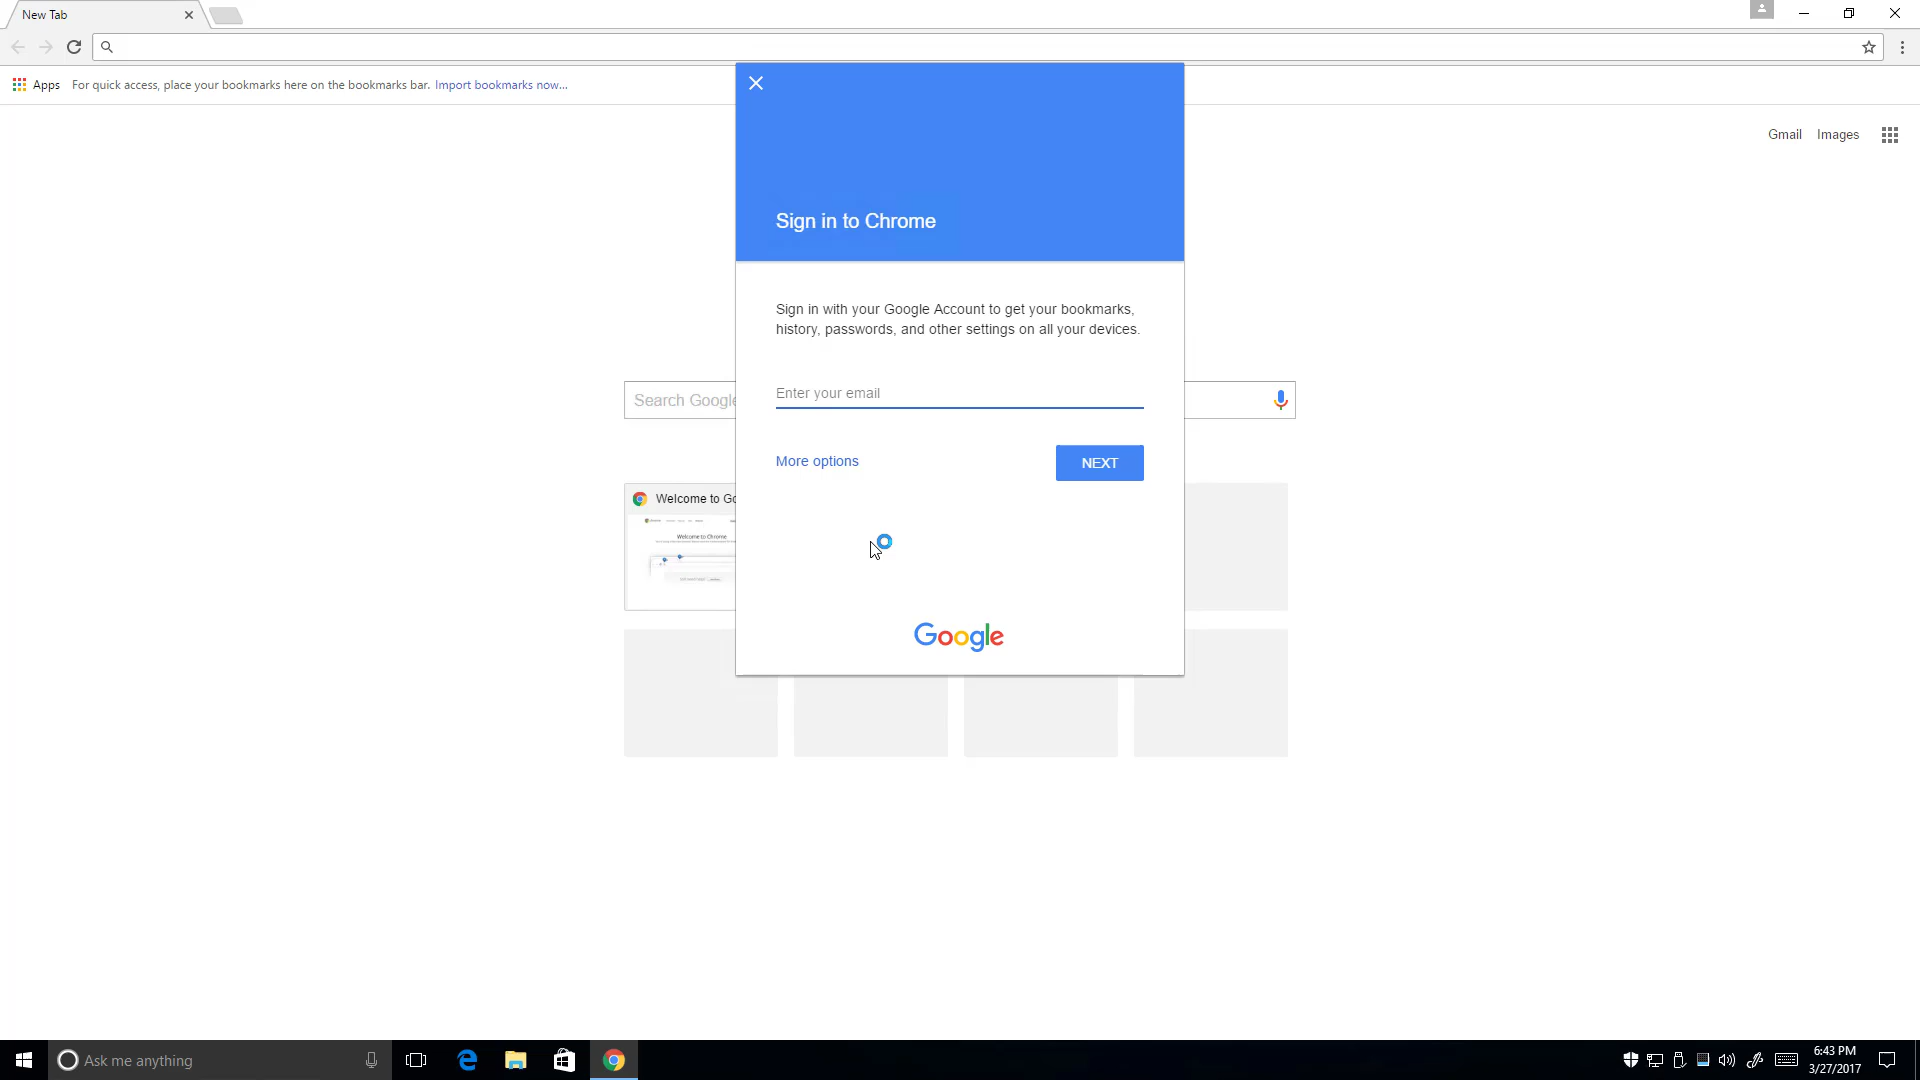 New Tab
Apps For quick access, place your bookmarks here on the bookmarks bar. Import bookmarks now...
Gmail Images
Sign in to Chrome
Sign in with your Google Account to get your bookmarks,
history, passwords, and other settings on all your devices.
Enter your email
Search Google
More options NEXT
Welcome to Go
Welcome to Chrome
Google
Ask me anything
6:43 PM
3/27/2017